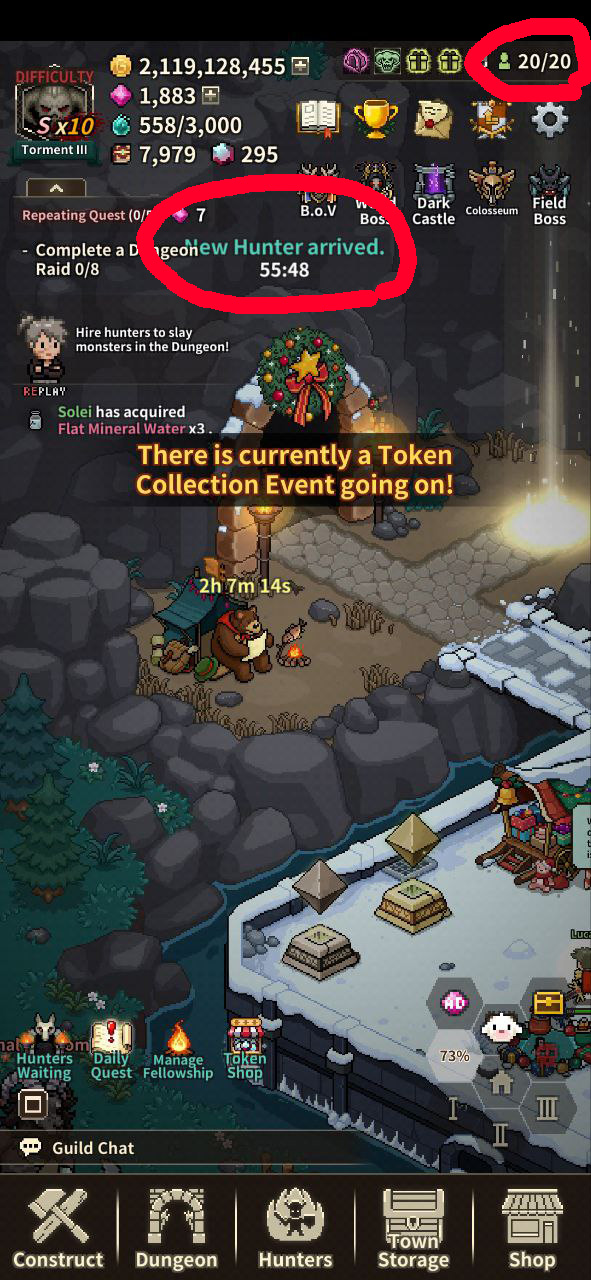 DIFFICULTY
S x10
Torment III
2,119,128,455
1,883
558/3,000
7,979
295
20/20
B.o.V
World Boss
Dark Castle
Colosseum
Field Boss
Repeating Quest
7
- Complete a Dungeon
Raid 0/8
New Hunter arrived.
55:48
Hire hunters to slay
monsters in the Dungeon!
REPLAY
Solei has acquired
Flat Mineral Water x3 .
There is currently a Token
Collection Event going on!
2h 7m 14s
Hunters
Waiting
Daily
Quest
Manage
Fellowship
Token
Shop
AD
73%
I
II
III
Guild Chat
Construct
Dungeon
Hunters
Town
Storage
Shop